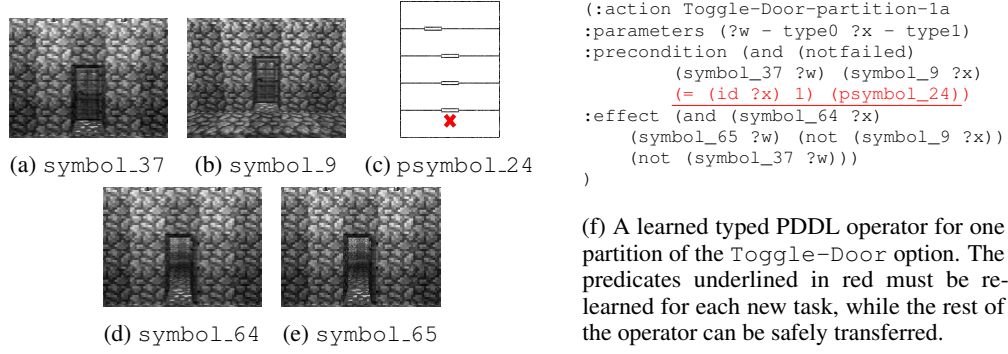 (a) symbol_37
(b) symbol_9
(c) psymbol_24
(d) symbol_64
(e) symbol_65
(:action Toggle-Door-partition-1a
:parameters (?w - type0 ?x - type1)
:precondition (and (notfailed)
(symbol_37 ?w) (symbol_9 ?x)
(= (id ?x) 1) (psymbol_24))
:effect (and (symbol_64 ?x)
(symbol_65 ?w) (not (symbol_9 ?x))
(not (symbol_37 ?w)))
)
(f) A learned typed PDDL operator for one
partition of the Toggle-Door option. The
predicates underlined in red must be re-
learned for each new task, while the rest of
the operator can be safely transferred.